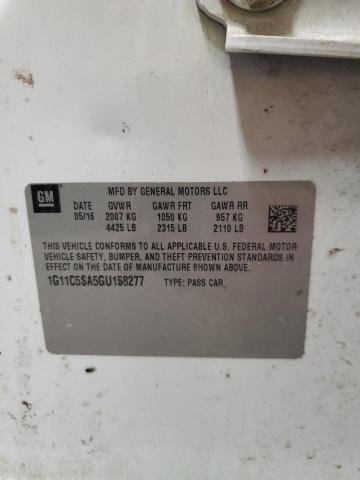 GM
MFD BY GENERAL MOTORS LLC
DATE GVWR GAWR FRT GAWR RR
05/16 2007 KG 1050 KG 957 KG
4425 LB 2315 LB 2110 LB
THIS VEHICLE CONFORMS TO ALL APPLICABLE U.S. FEDERAL MOTOR
VEHICLE SAFETY, BUMPER, AND THEFT PREVENTION STANDARDS IN
EFFECT ON THE DATE OF MANUFACTURE SHOWN ABOVE.
1G11C5SA5GU158277 TYPE: PASS CAR